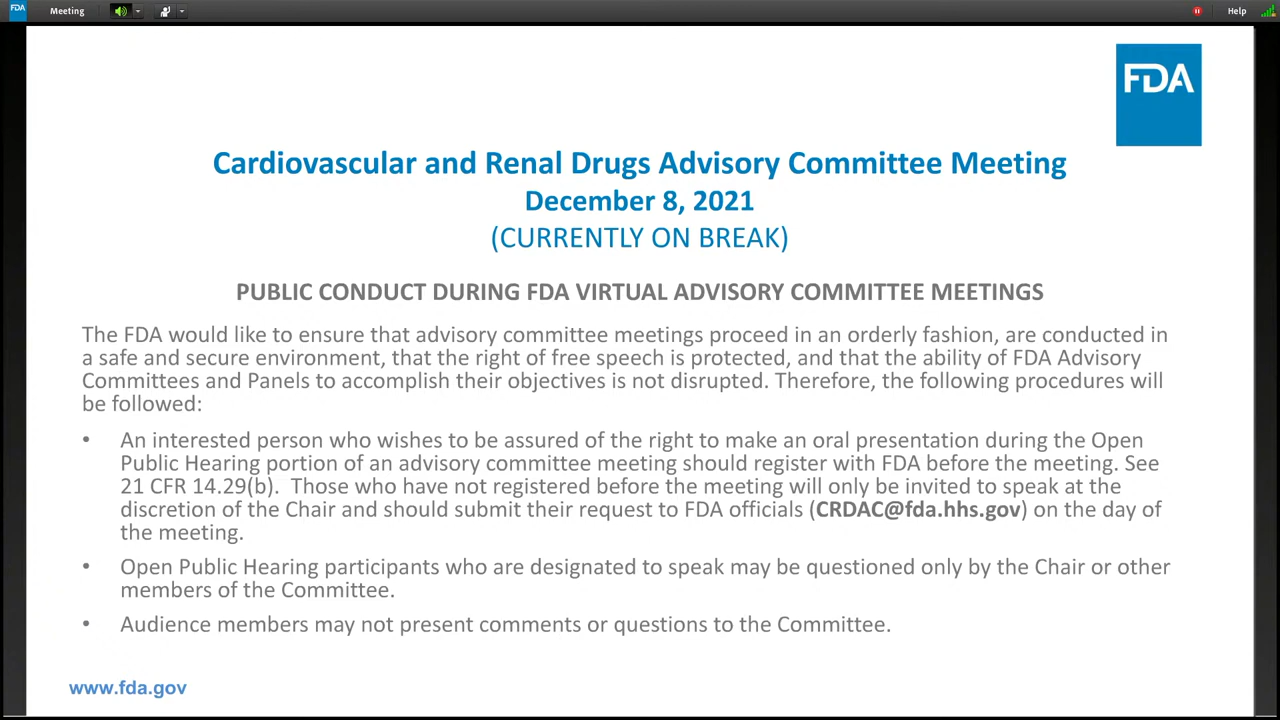 FDA Meeting Help
FDA
Cardiovascular and Renal Drugs Advisory Committee Meeting
December 8, 2021
(CURRENTLY ON BREAK)
PUBLIC CONDUCT DURING FDA VIRTUAL ADVISORY COMMITTEE MEETINGS
The FDA would like to ensure that advisory committee meetings proceed in an orderly fashion, are conducted in
a safe and secure environment, that the right of free speech is protected, and that the ability of FDA Advisory
Committees and Panels to accomplish their objectives is not disrupted. Therefore, the following procedures will
be followed:
• An interested person who wishes to be assured of the right to make an oral presentation during the Open
Public Hearing portion of an advisory committee meeting should register with FDA before the meeting. See
21 CFR 14.29(b).  Those who have not registered before the meeting will only be invited to speak at the
discretion of the Chair and should submit their request to FDA officials (CRDAC@fda.hhs.gov) on the day of
the meeting.
• Open Public Hearing participants who are designated to speak may be questioned only by the Chair or other
members of the Committee.
• Audience members may not present comments or questions to the Committee.
www.fda.gov